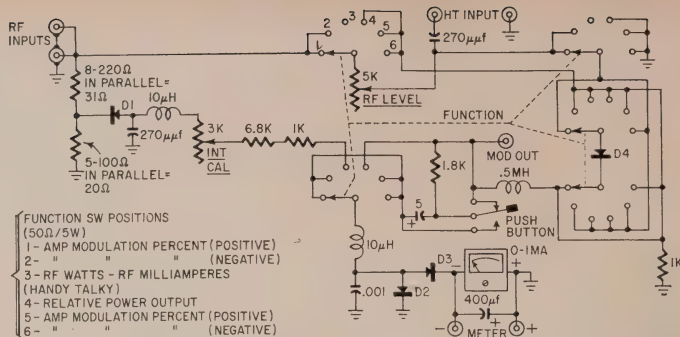 RF
INPUTS
2
3
4
5
6
1
HT INPUT
270µµf
8-220Ω
IN PARALLEL=
31Ω
D1
10µH
270µµf
5K
RF LEVEL
FUNCTION
3K
INT
CAL
6.8K
1K
5-100Ω
IN PARALLEL=
20Ω
MOD OUT
1.8K
.5MH
D4
5
+
PUSH
BUTTON
1K
10µH
D3
0-1MA
-
+
.001
D2
400µf
+
-
METER
+
FUNCTION SW POSITIONS
(50Ω/5W)
1- AMP MODULATION PERCENT (POSITIVE)
2- " " " (NEGATIVE)
3- RF WATTS - RF MILLIAMPERES
(HANDY TALKY)
4- RELATIVE POWER OUTPUT
5- AMP MODULATION PERCENT (POSITIVE)
6- " " " (NEGATIVE)